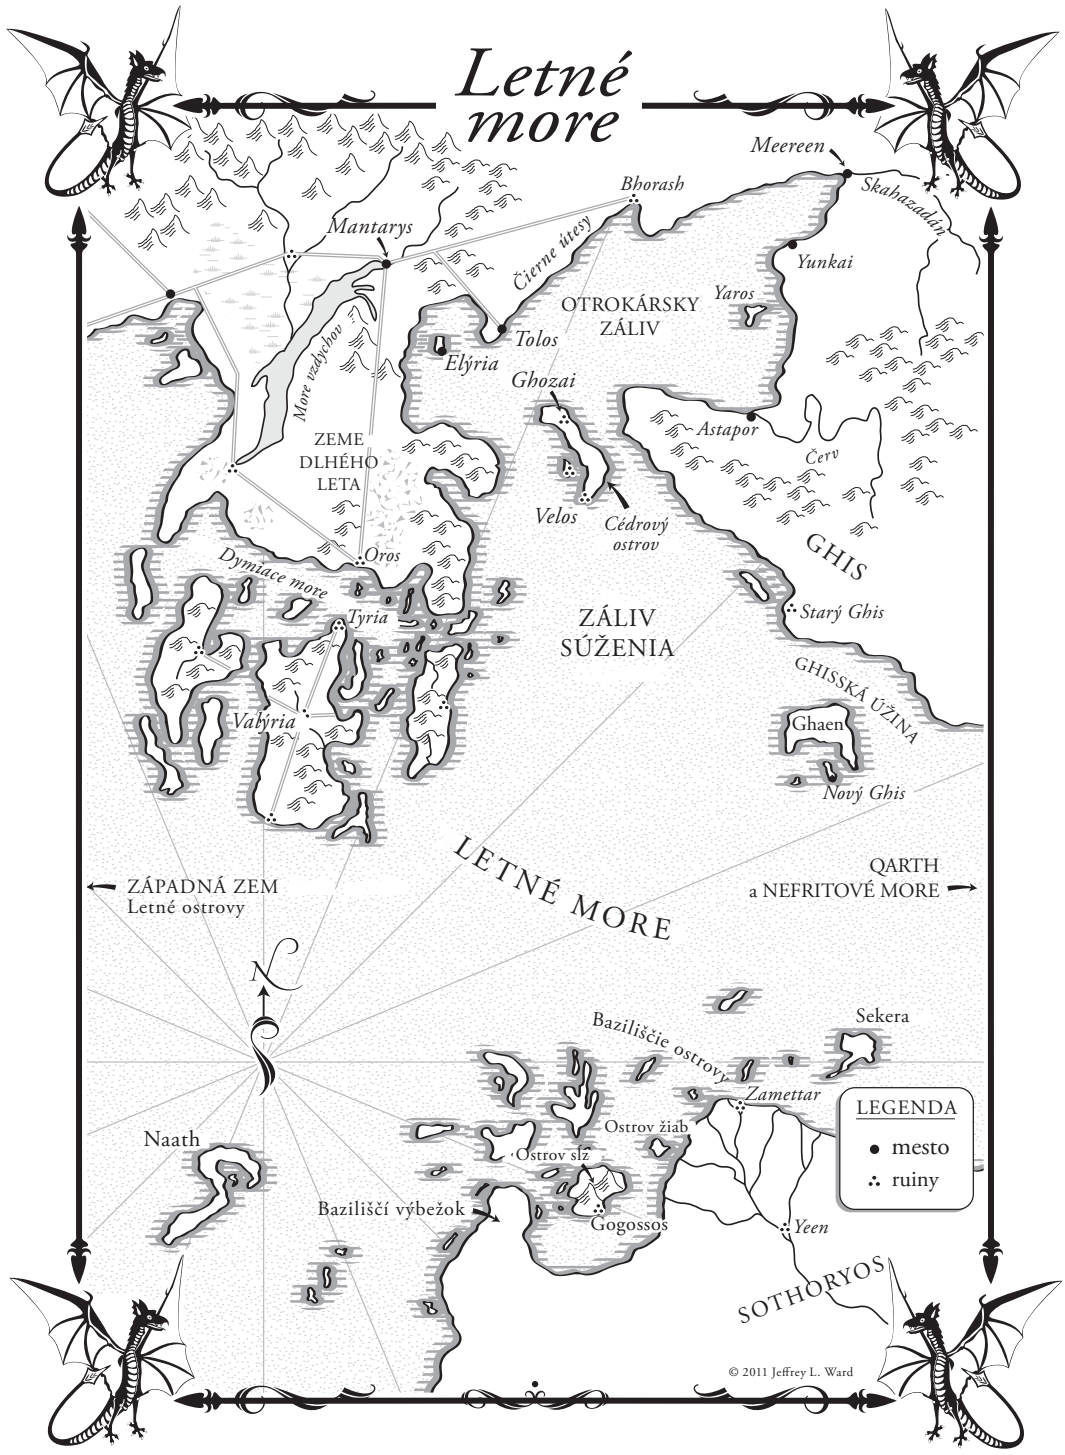 Letné
more
Meereen
Bhorash
Skahazadán
Mantarys
Čierne útesy
Yunkai
OTROKÁRSKY
ZÁLIV
Yaros
Tolos
Elýria
Ghozai
More vzdychov
Astapor
Červ
ZEME
DLHÉHO
LETA
Velos
Cédrový
ostrov
GHIS
Oros
Dymiace more
Tyria
Starý Ghis
ZÁLIV
SÚŽENIA
GHISSKÁ ÚŽINA
Valýria
Ghaen
Nový Ghis
LETNÉ MORE
ZÁPADNÁ ZEM
Letné ostrovy
QARTH
a NEFRITOVÉ MORE
N
Baziliščie ostrovy
Sekera
Zamettar
LEGENDA
mesto
ruiny
Naath
Ostrov žiab
Ostrov sĺz
Baziliščí výbežok
Gogossos
Yeen
SOTHORYOS
© 2011 Jeffrey L. Ward